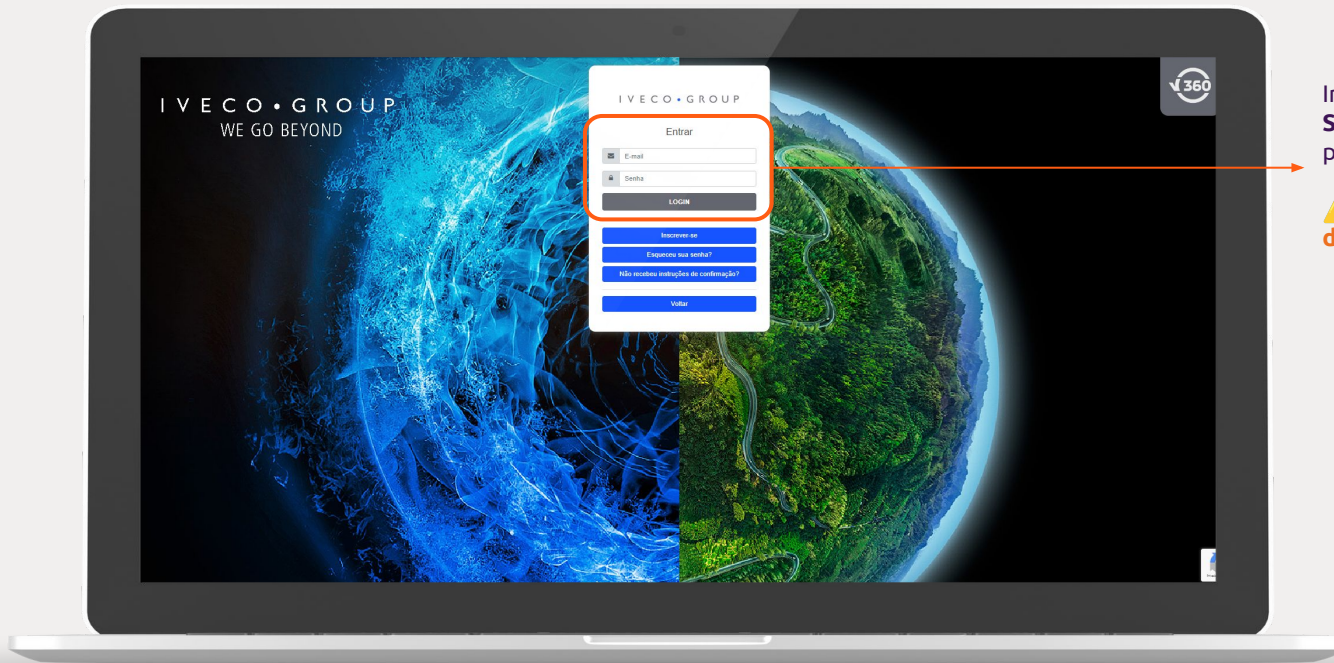 IVECO • GROUP
WE GO BEYOND
IVECO • GROUP
Entrar
E-mail
Senha
LOGIN
Inscrever-se
Esqueceu sua senha?
Não recebeu instruções de confirmação?
Voltar
360